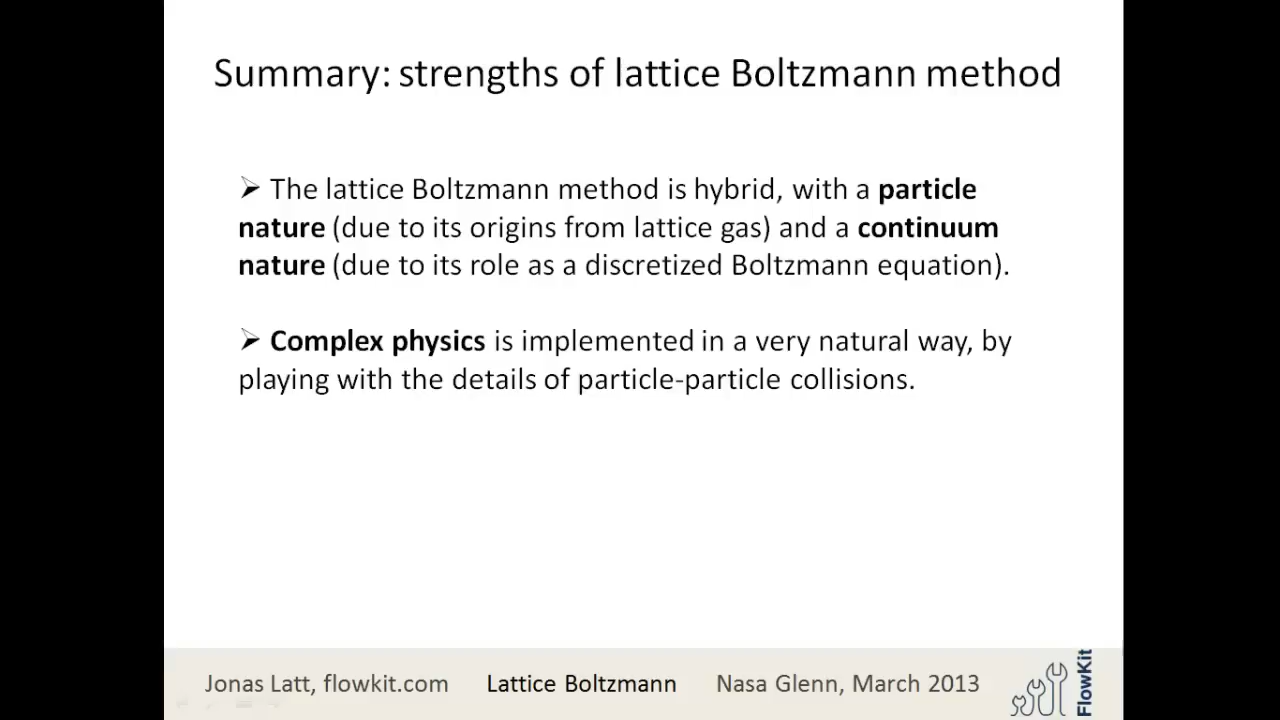 Summary: strengths of lattice Boltzmann method
➢ The lattice Boltzmann method is hybrid, with a particle
nature (due to its origins from lattice gas) and a continuum
nature (due to its role as a discretized Boltzmann equation).
➢ Complex physics is implemented in a very natural way, by
playing with the details of particle-particle collisions.
Jonas Latt, flowkit.com Lattice Boltzmann Nasa Glenn, March 2013
FlowKit